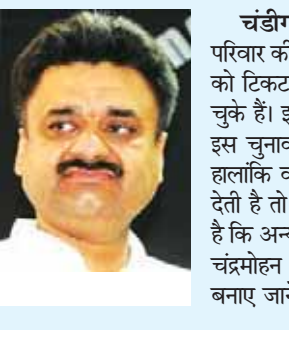 चंडीग
परिवार की
को टिकट
चुके हैं। इ
इस चुनाव
हालांकि व
देती है तो
है कि अन्य
चंद्रमोहन
बनाए जाने